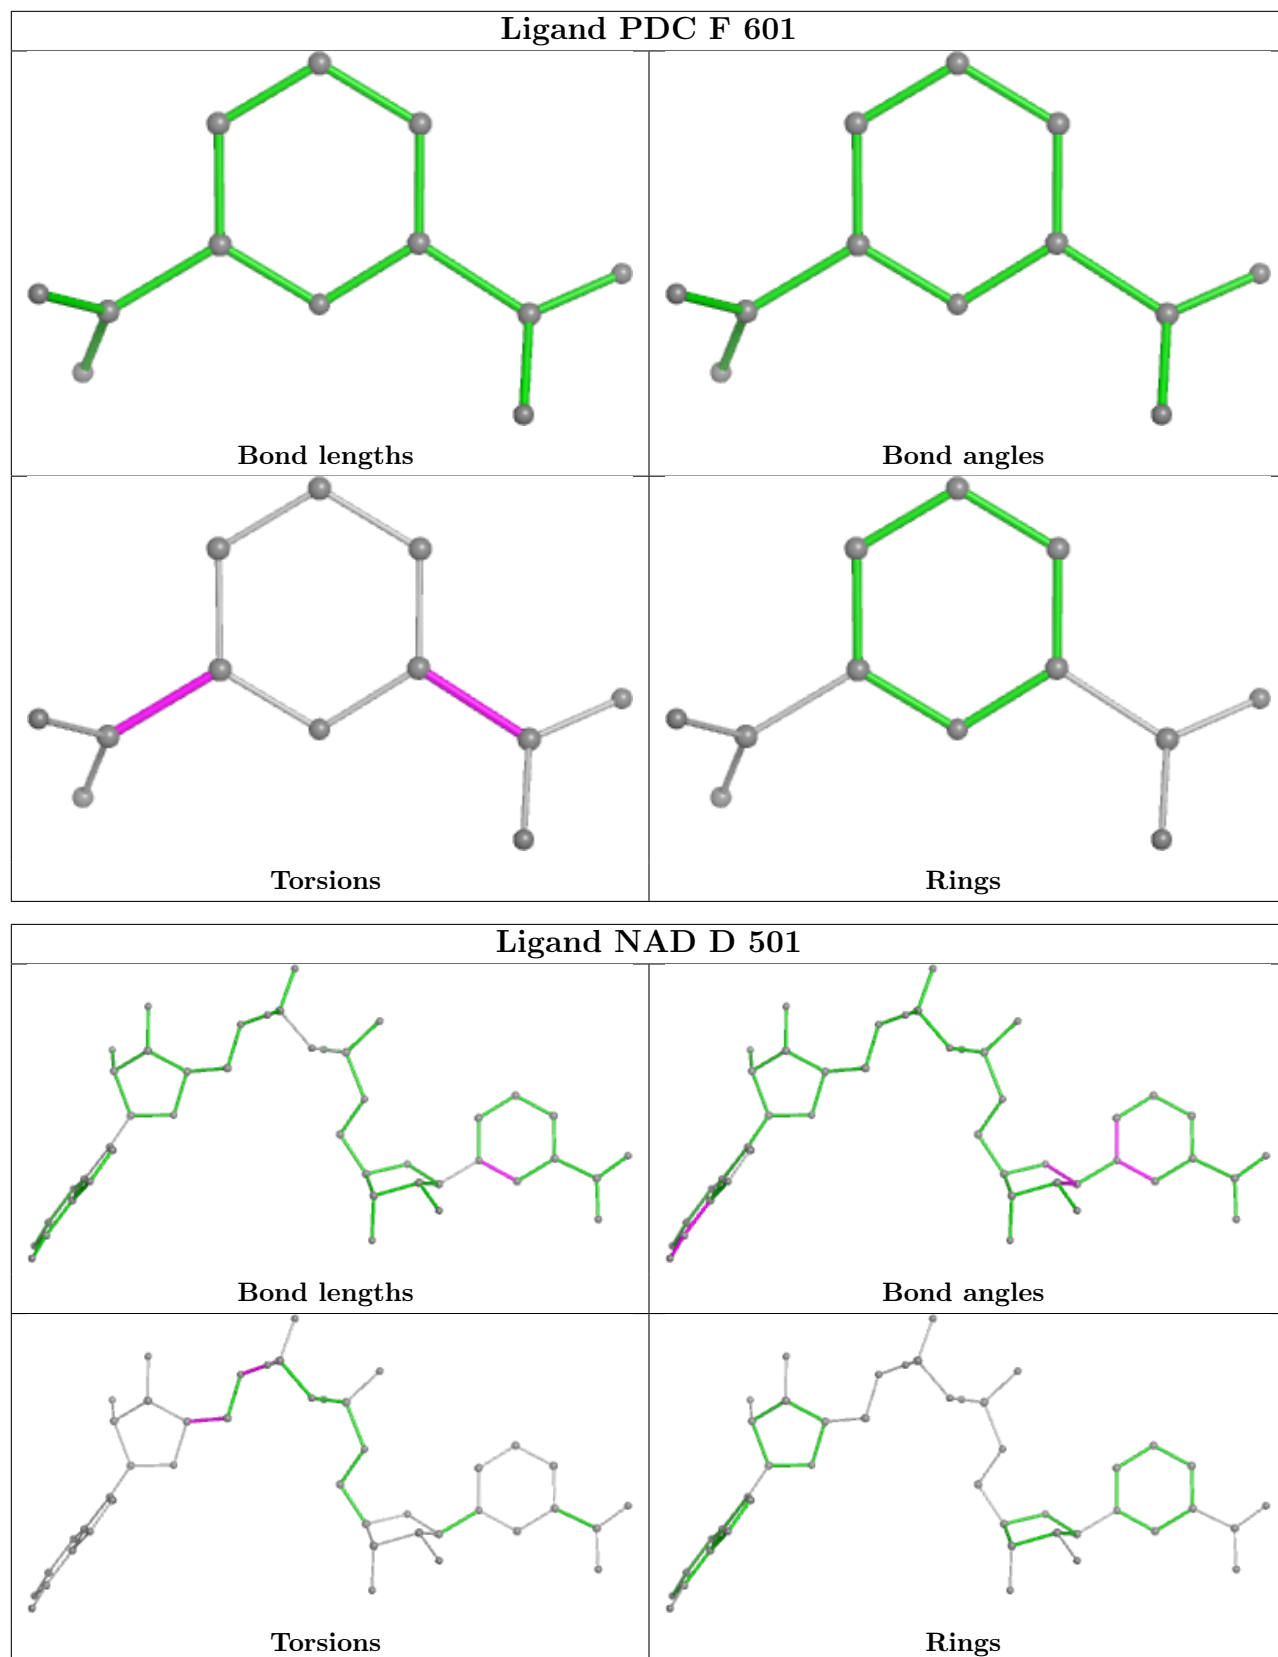 Ligand PDC F 601
Bond lengths
Bond angles
Torsions
Rings
Ligand NAD D 501
Bond lengths
Bond angles
Torsions
Rings